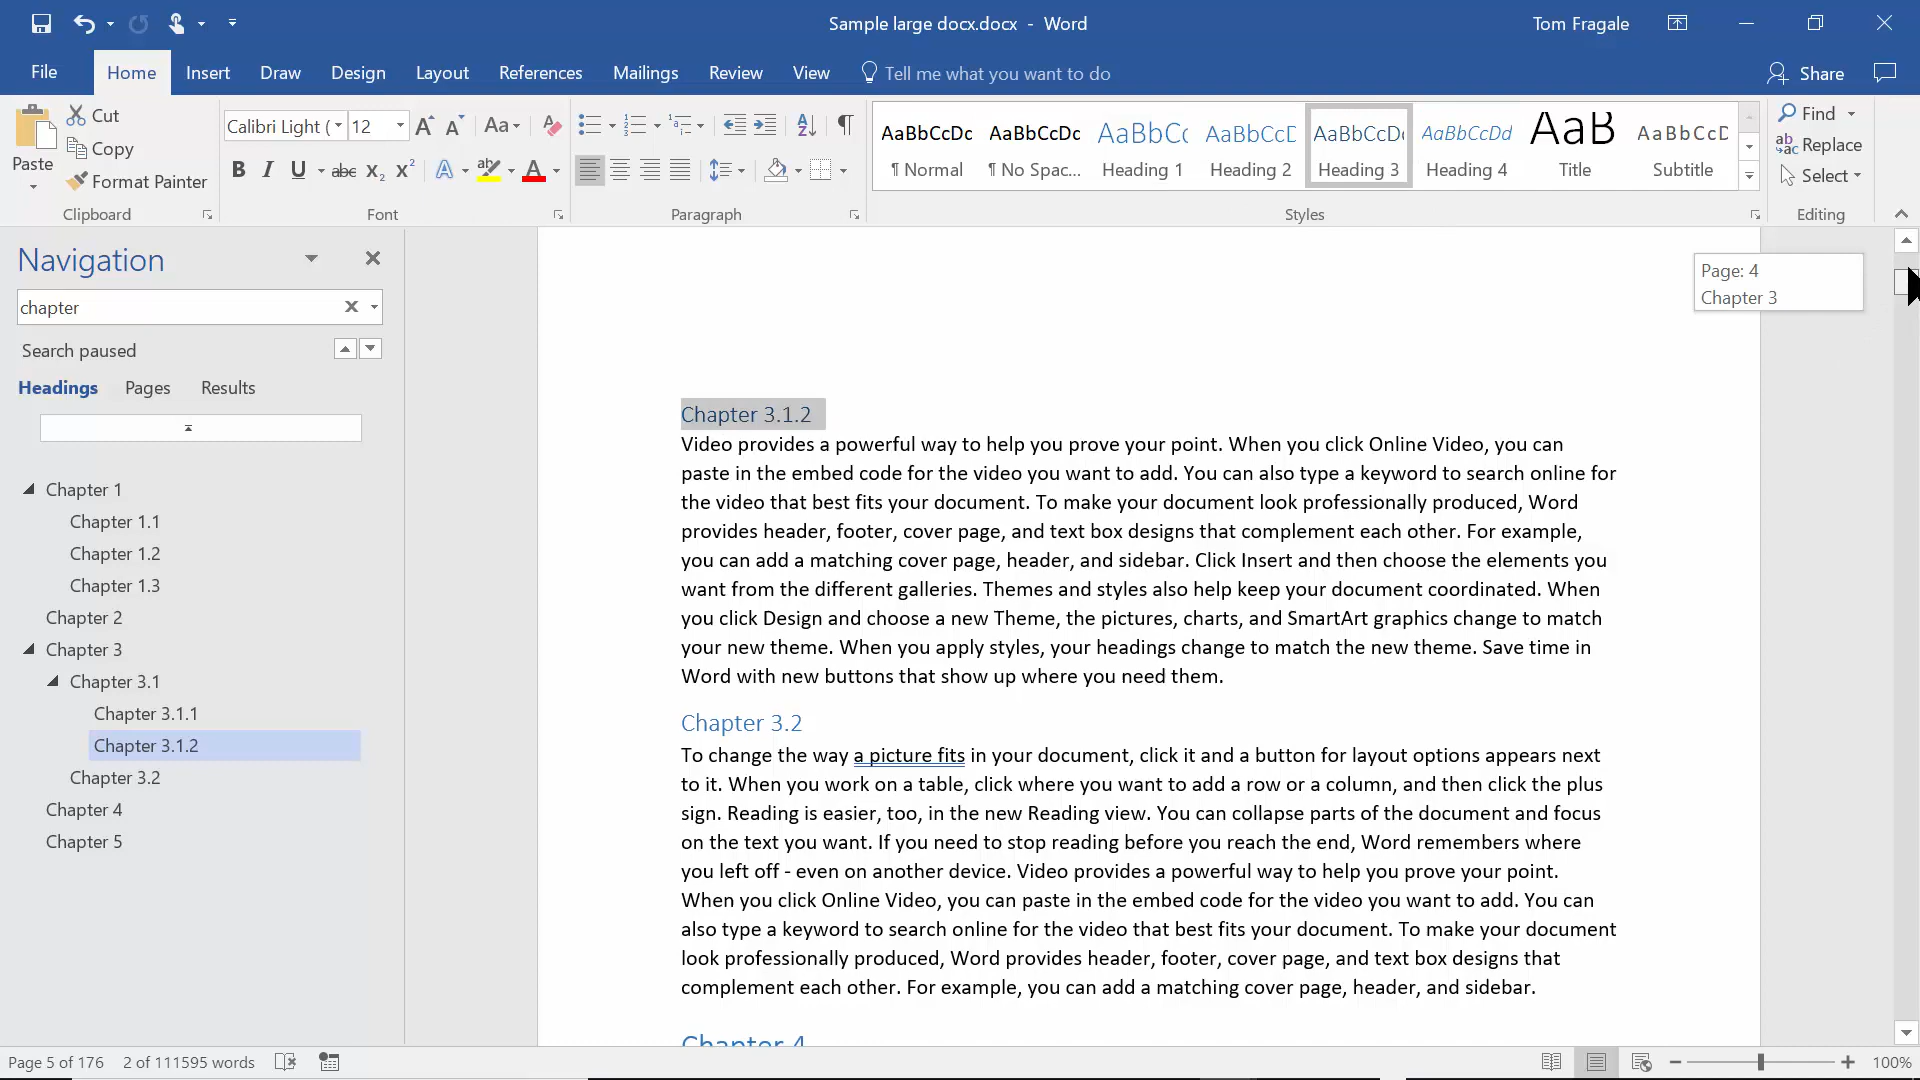 Sample large docx.docx - Word
Tom Fragale
File Home Insert Draw Design Layout References Mailings Review View Tell me what you want to do Share
Paste
Cut
Copy
Format Painter
Clipboard
Calibri Light ( 12
Aa
B I U abc X₂ X² A A
Font
Paragraph
AaBbCcDc AaBbCcDc AaBbCc AaBbCcD AaBbCcDc AaBbCcDd AaB AaBbCcD
¶ Normal ¶ No Spac... Heading 1 Heading 2 Heading 3 Heading 4 Title Subtitle
Styles
Find
Replace
Select
Editing
Navigation
chapter
Search paused
Headings Pages Results
Chapter 1
Chapter 1.1
Chapter 1.2
Chapter 1.3
Chapter 2
Chapter 3
Chapter 3.1
Chapter 3.1.1
Chapter 3.1.2
Chapter 3.2
Chapter 4
Chapter 5
Page: 4
Chapter 3
Chapter 3.1.2
Video provides a powerful way to help you prove your point. When you click Online Video, you can
paste in the embed code for the video you want to add. You can also type a keyword to search online for
the video that best fits your document. To make your document look professionally produced, Word
provides header, footer, cover page, and text box designs that complement each other. For example,
you can add a matching cover page, header, and sidebar. Click Insert and then choose the elements you
want from the different galleries. Themes and styles also help keep your document coordinated. When
you click Design and choose a new Theme, the pictures, charts, and SmartArt graphics change to match
your new theme. When you apply styles, your headings change to match the new theme. Save time in
Word with new buttons that show up where you need them.
Chapter 3.2
To change the way a picture fits in your document, click it and a button for layout options appears next
to it. When you work on a table, click where you want to add a row or a column, and then click the plus
sign. Reading is easier, too, in the new Reading view. You can collapse parts of the document and focus
on the text you want. If you need to stop reading before you reach the end, Word remembers where
you left off - even on another device. Video provides a powerful way to help you prove your point.
When you click Online Video, you can paste in the embed code for the video you want to add. You can
also type a keyword to search online for the video that best fits your document. To make your document
look professionally produced, Word provides header, footer, cover page, and text box designs that
complement each other. For example, you can add a matching cover page, header, and sidebar.
Chapter 4
Page 5 of 176 2 of 111595 words
100%